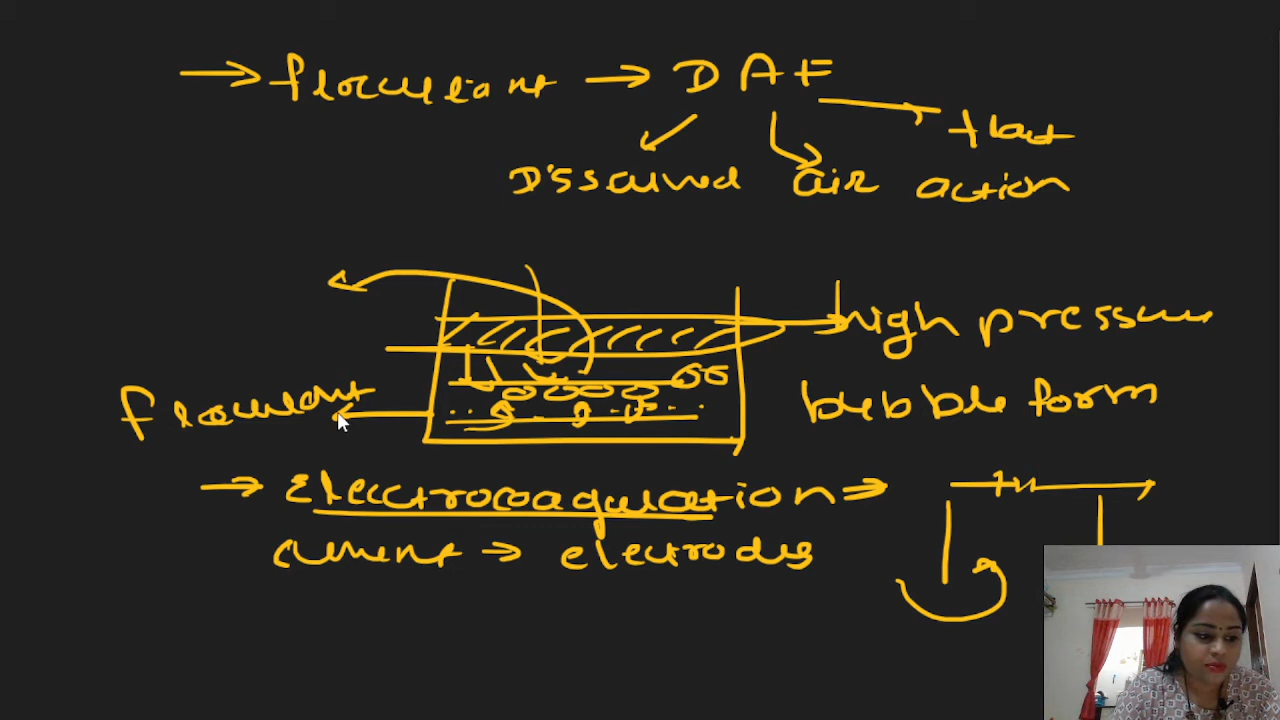 → flocculant → DAF
float
Dissolved air action
high pressure
flocculant bubble form
→ Electrocoagulation ⇒
current → electrodes